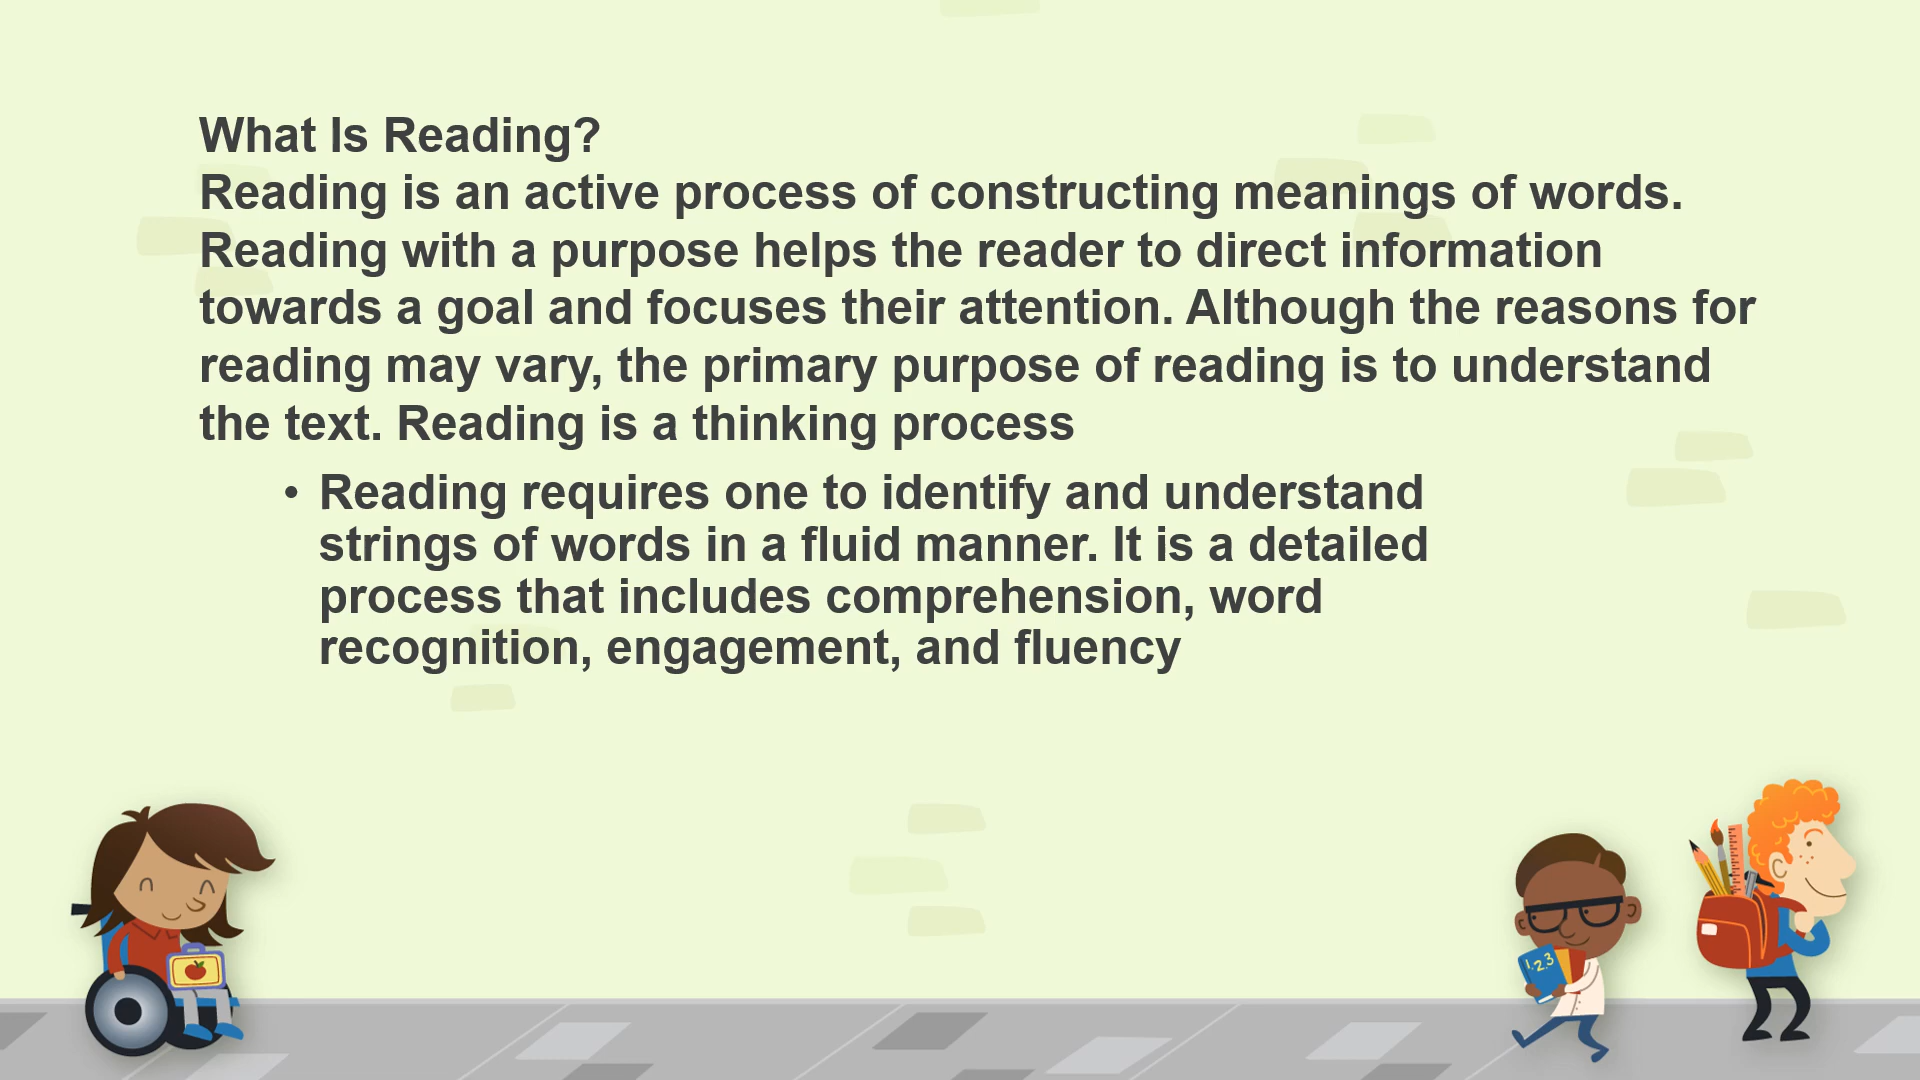 What Is Reading?
Reading is an active process of constructing meanings of words.
Reading with a purpose helps the reader to direct information
towards a goal and focuses their attention. Although the reasons for
reading may vary, the primary purpose of reading is to understand
the text. Reading is a thinking process
• Reading requires one to identify and understand
strings of words in a fluid manner. It is a detailed
process that includes comprehension, word
recognition, engagement, and fluency
1,2,3